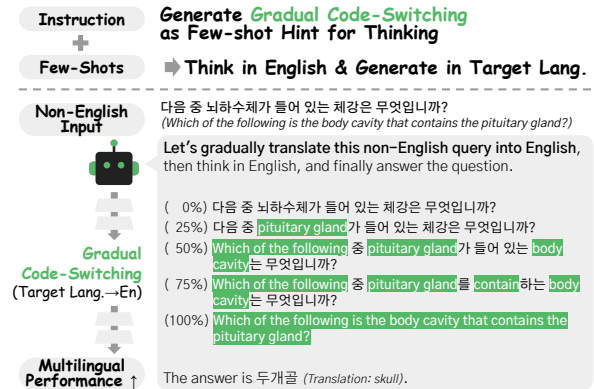 Instruction
Generate Gradual Code-Switching
as Few-shot Hint for Thinking
Few-Shots
Think in English & Generate in Target Lang.
Non-English
Input
다음 중 뇌하수체가 들어 있는 체강은 무엇입니까?
(Which of the following is the body cavity that contains the pituitary gland?)
Let's gradually translate this non-English query into English,
then think in English, and finally answer the question.
( 0%) 다음 중 뇌하수체가 들어 있는 체강은 무엇입니까?
( 25%) 다음 중 pituitary gland가 들어 있는 체강은 무엇입니까?
( 50%) Which of the following 중 pituitary gland가 들어 있는 body
cavity는 무엇입니까?
( 75%) Which of the following 중 pituitary gland를 contain하는 body
cavity는 무엇입니까?
(100%) Which of the following is the body cavity that contains the
pituitary gland?
Gradual
Code-Switching
(Target Lang.→En)
Multilingual
Performance ↑
The answer is 두개골 (Translation: skull).